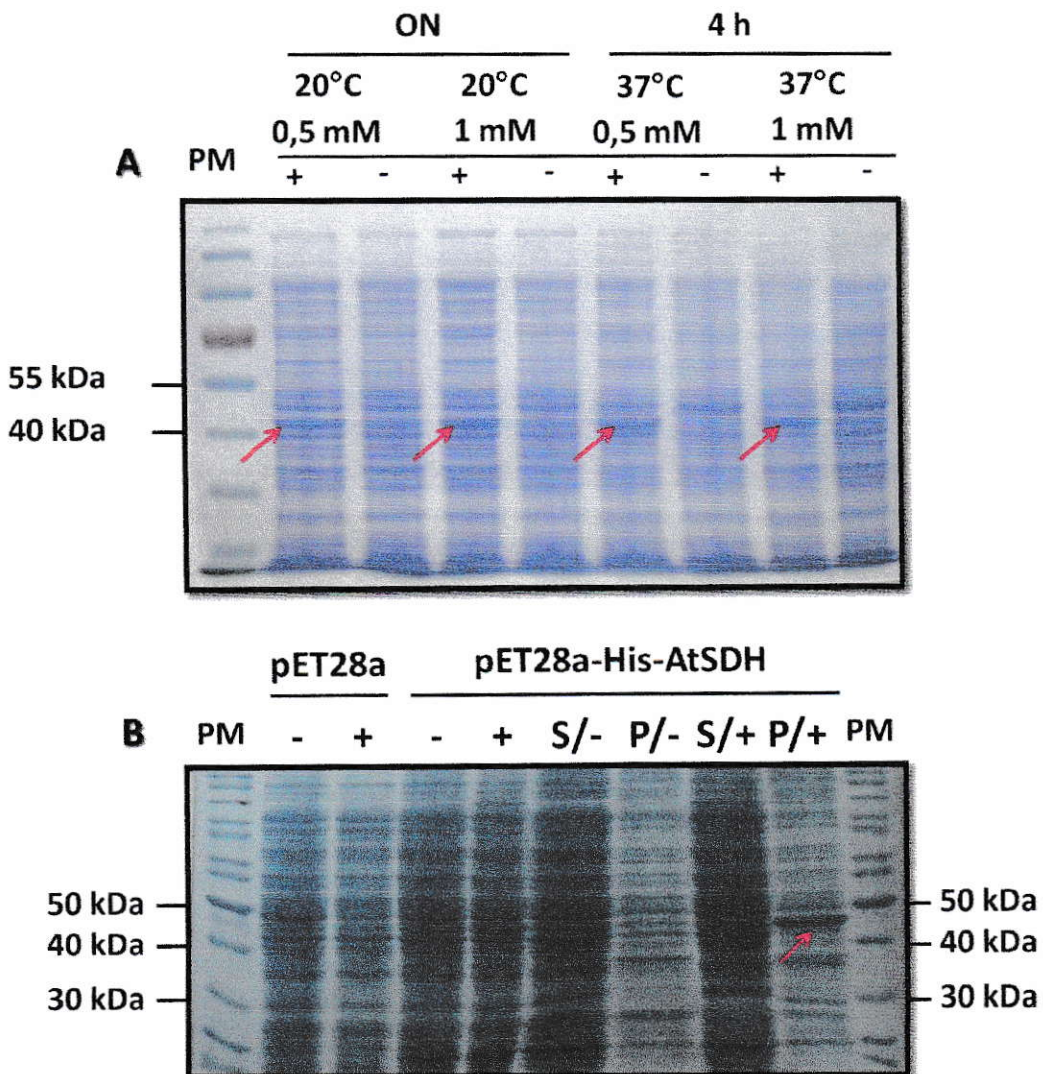 ON 4 h
20°C 20°C 37°C 37°C
0,5 mM 1 mM 0,5 mM 1 mM
A PM + - + - + - + -
55 kDa
40 kDa
pET28a pET28a-His-AtSDH
B PM - + - + S/- P/- S/+ P/+ PM
50 kDa 50 kDa
40 kDa 40 kDa
30 kDa 30 kDa